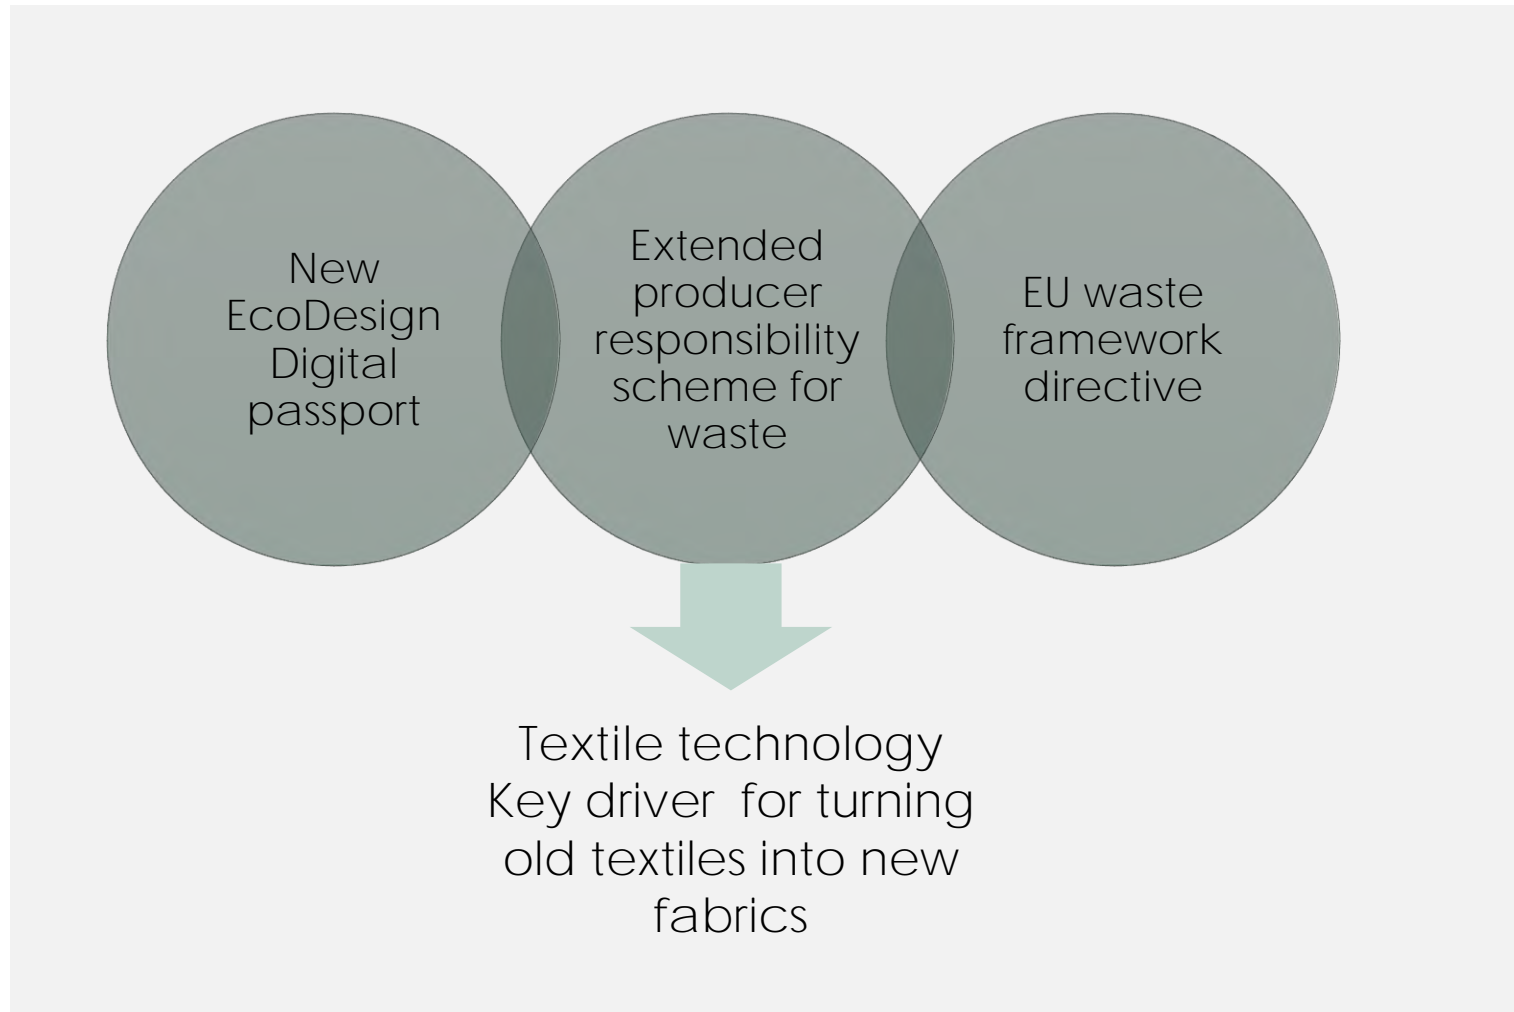 New
EcoDesign
Digital
passport
Extended
producer
responsibility
scheme for
waste
EU waste
framework
directive
Textile technology
Key driver  for turning
old textiles into new
fabrics